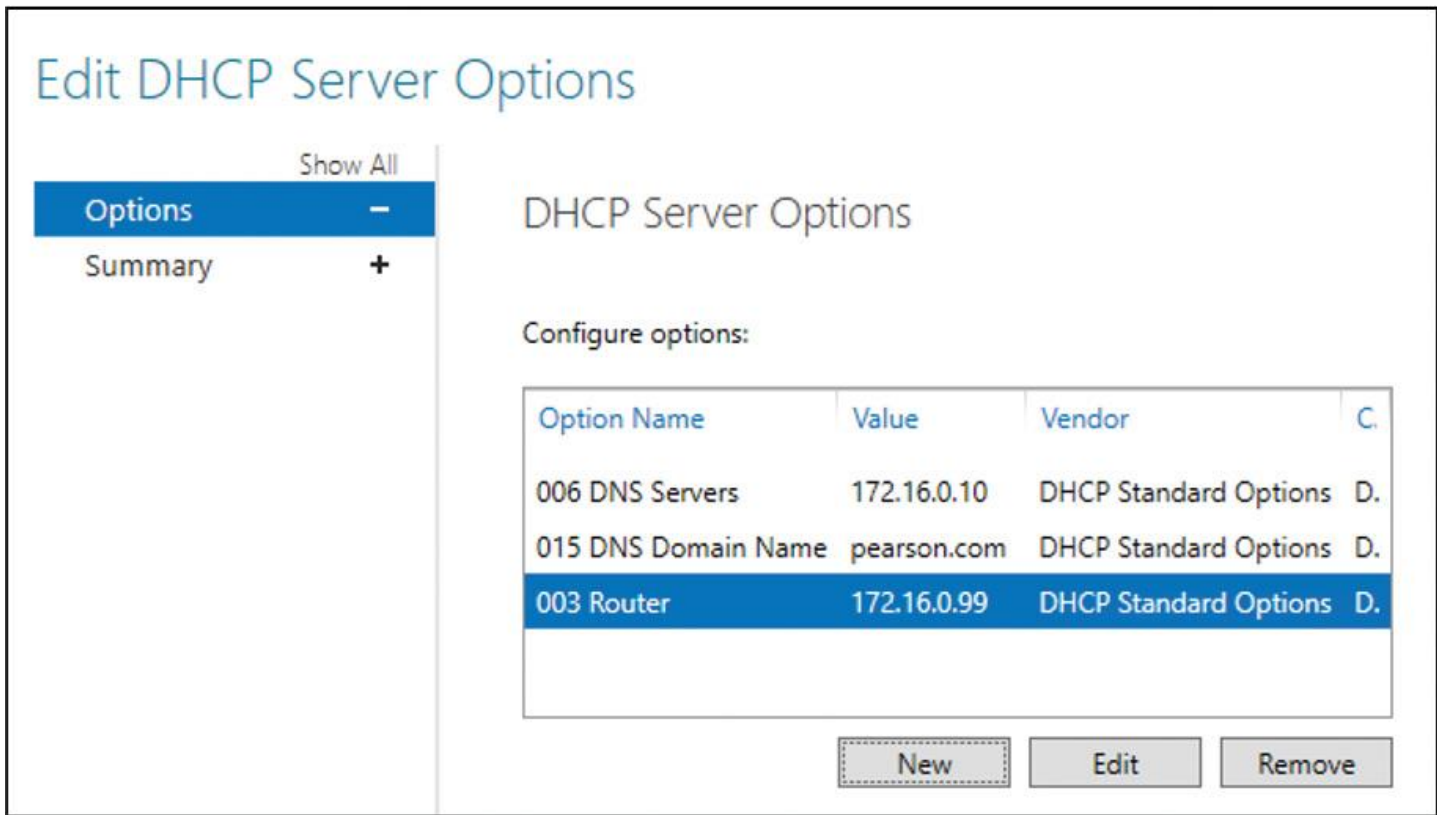 Edit DHCP Server Options
Show All
Options –
Summary +
DHCP Server Options
Configure options:
Option Name Value Vendor C.
006 DNS Servers 172.16.0.10 DHCP Standard Options D.
015 DNS Domain Name pearson.com DHCP Standard Options D.
003 Router 172.16.0.99 DHCP Standard Options D.
New Edit Remove